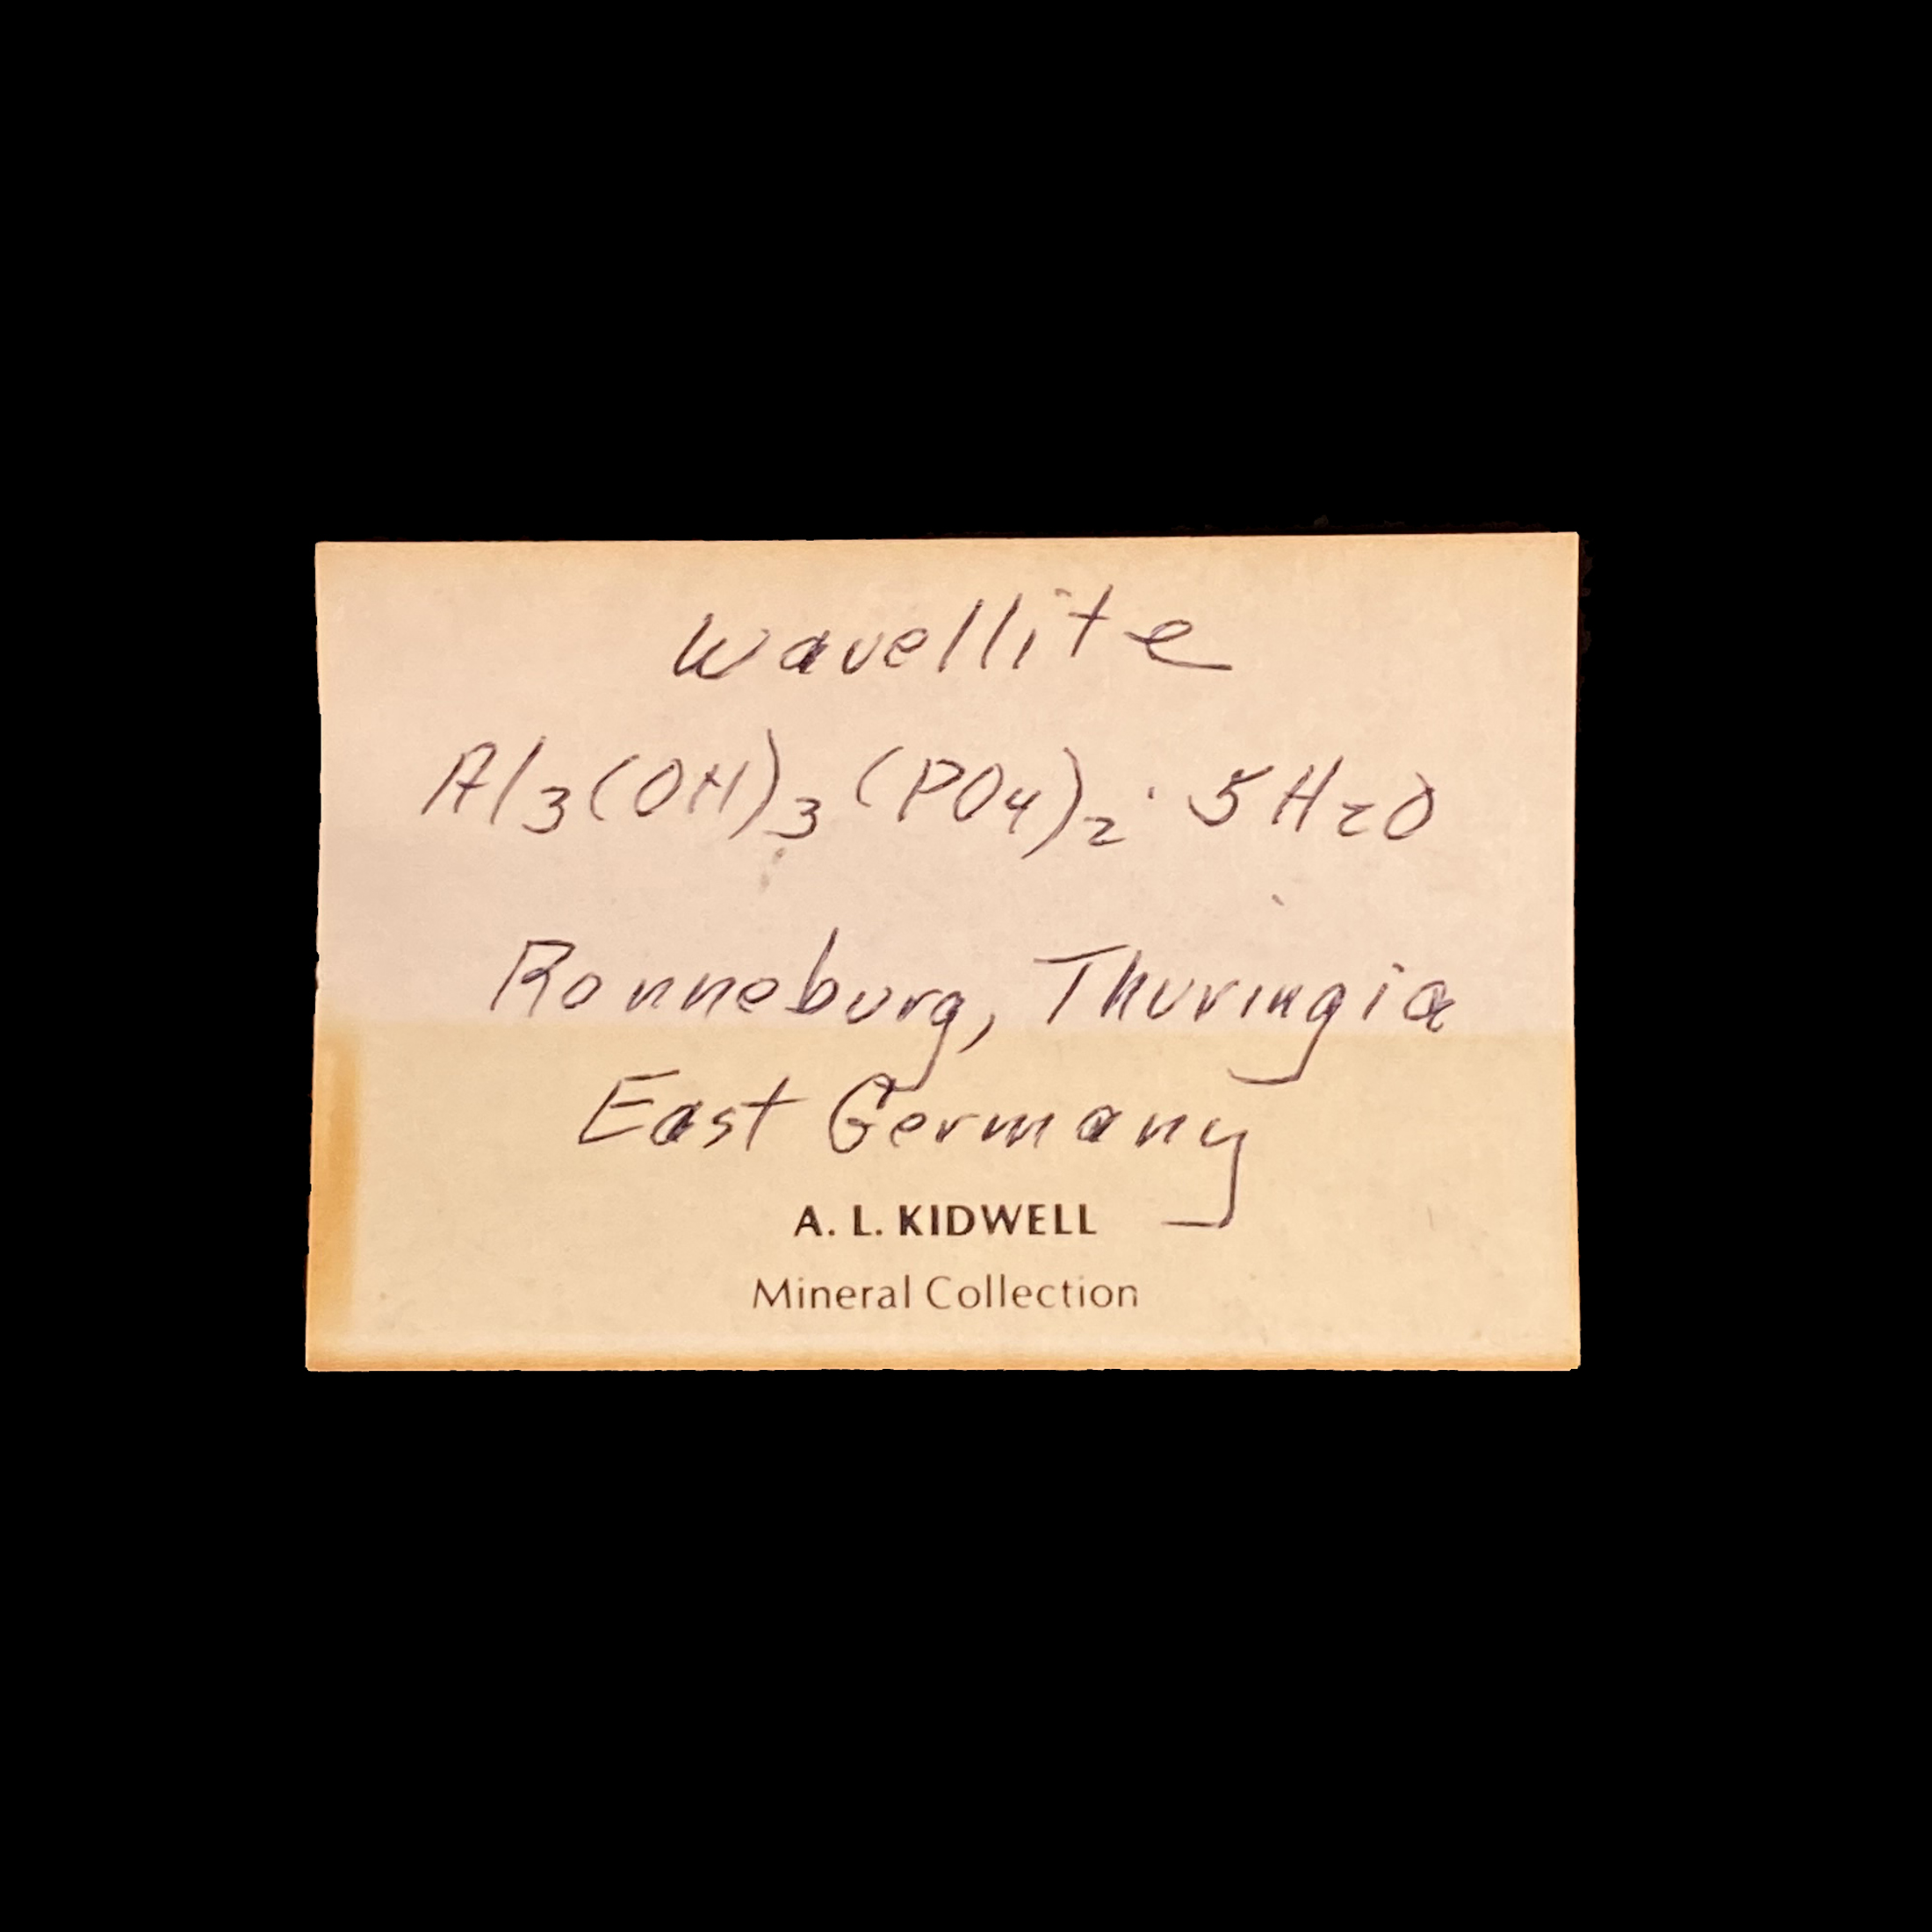 Wavellite
Al3(OH)3(PO4)2·5H2O
Ronneburg, Thuringia
East Germany
A. L. KIDWELL
Mineral Collection